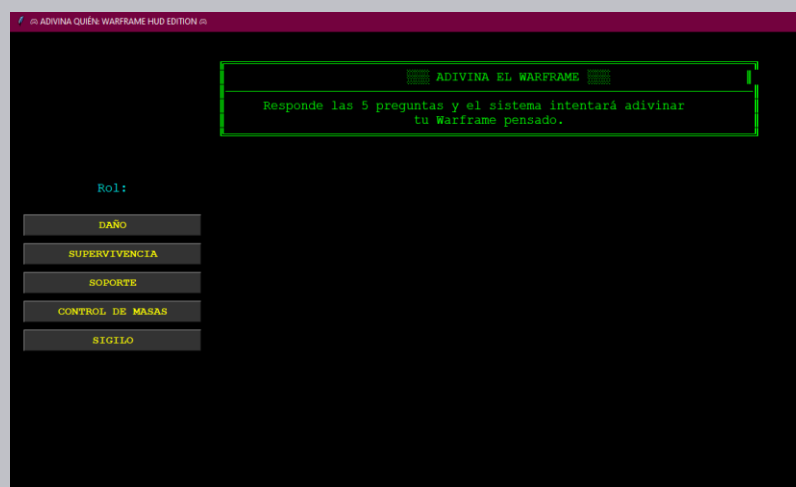 ADIVINA QUIÉN: WARFRAME HUD EDITION
ADIVINA EL WARFRAME
Responde las 5 preguntas y el sistema intentará adivinar
tu Warframe pensado.
Rol:
DAÑO
SUPERVIVENCIA
SOPORTE
CONTROL DE MASAS
SIGILO